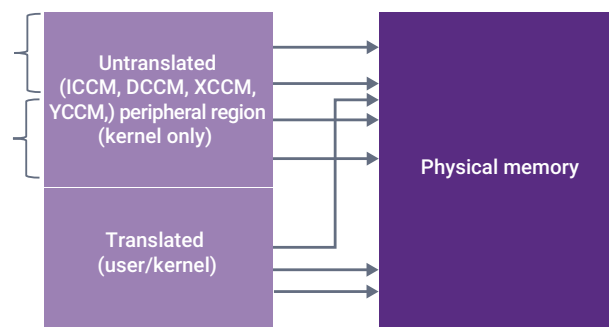 Untranslated
(ICCM, DCCM, XCCM,
YCCM,) peripheral region
(kernel only)
Translated
(user/kernel)
Physical memory